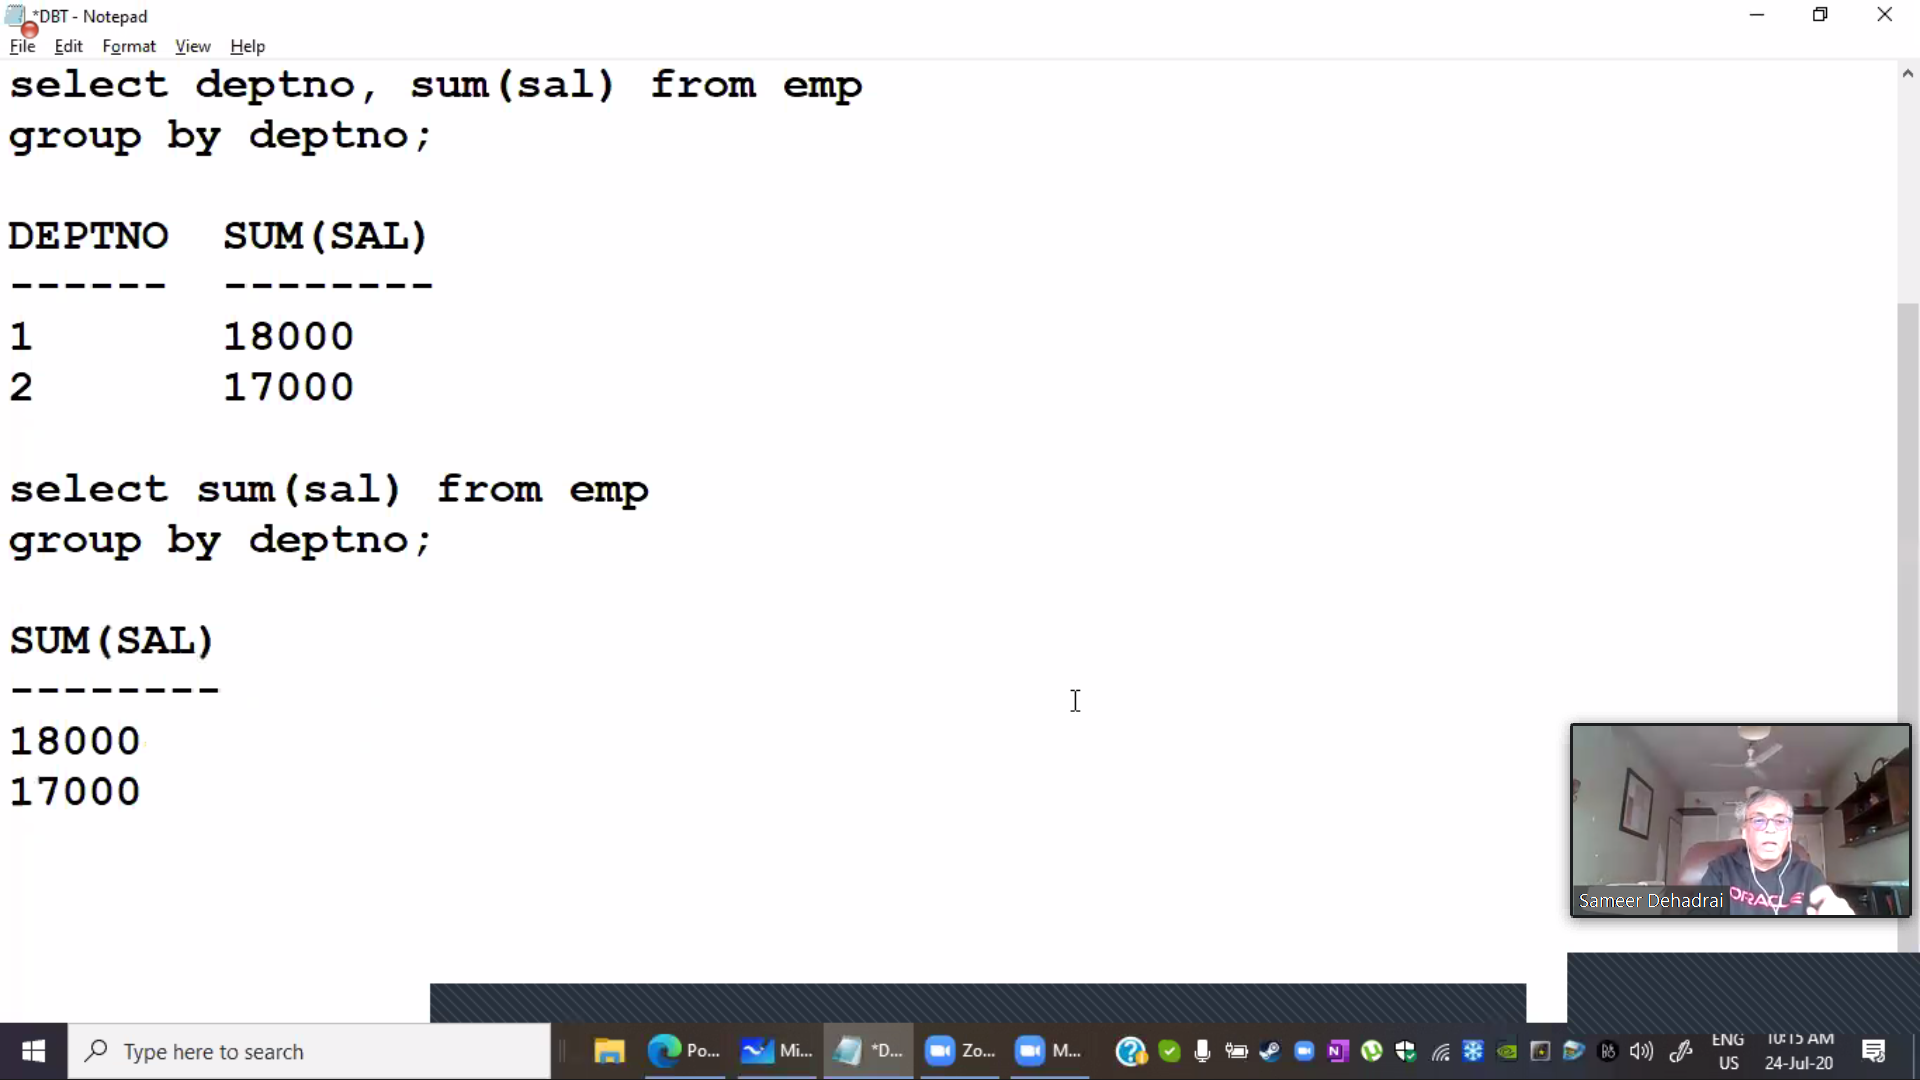 *DBT - Notepad
File Edit Format View Help
select deptno, sum(sal) from emp
group by deptno;
DEPTNO SUM(SAL)
------ --------
1 18000
2 17000
select sum(sal) from emp
group by deptno;
SUM(SAL)
--------
18000
17000
ORACLE
Sameer Dehadrai
Type here to search
Po...
Mi...
*D...
Zo...
M...
ENG
US
10:15 AM
24-Jul-20